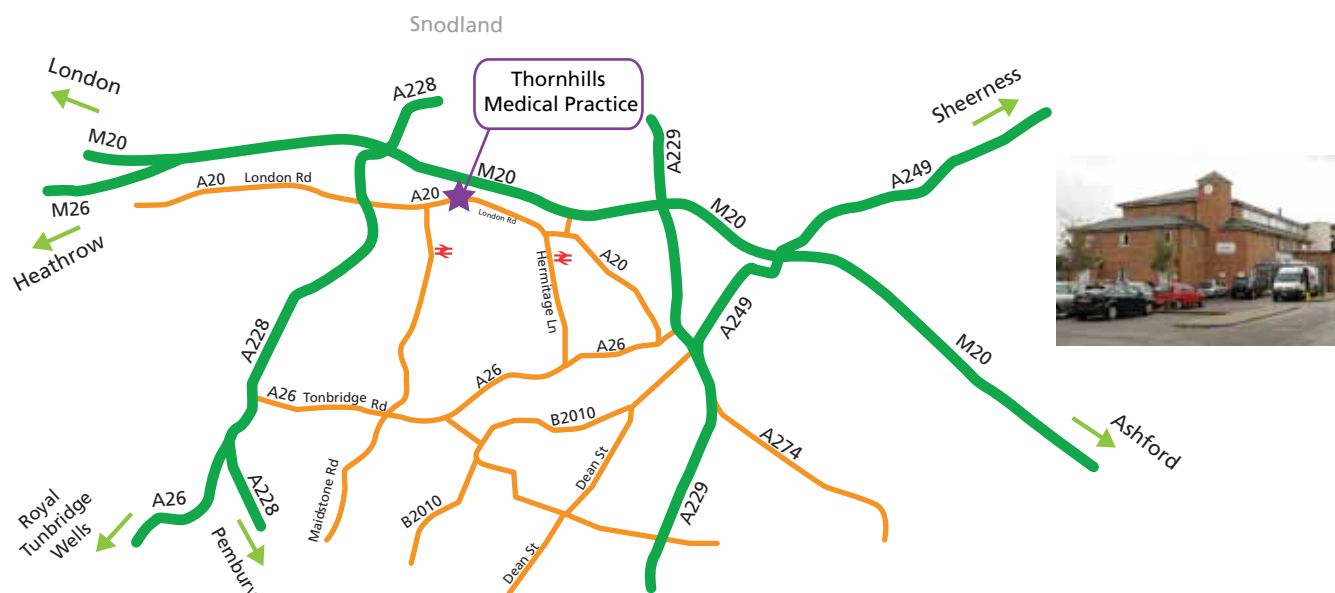 Snodland
London
A228
Thornhills
Medical Practice
Sheerness
M20
A229
A249
M20
A20
London Rd
A20
London Rd
M26
M20
Heathrow
Hermitage Ln
A20
A249
A228
A26
A26
M20
A26
Tonbridge
Rd
B2010
A274
Ashford
Dean St
A26
A228
B2010
A229
Maidstone Rd
Royal
Tunbridge
Wells
Pembury
Dean St